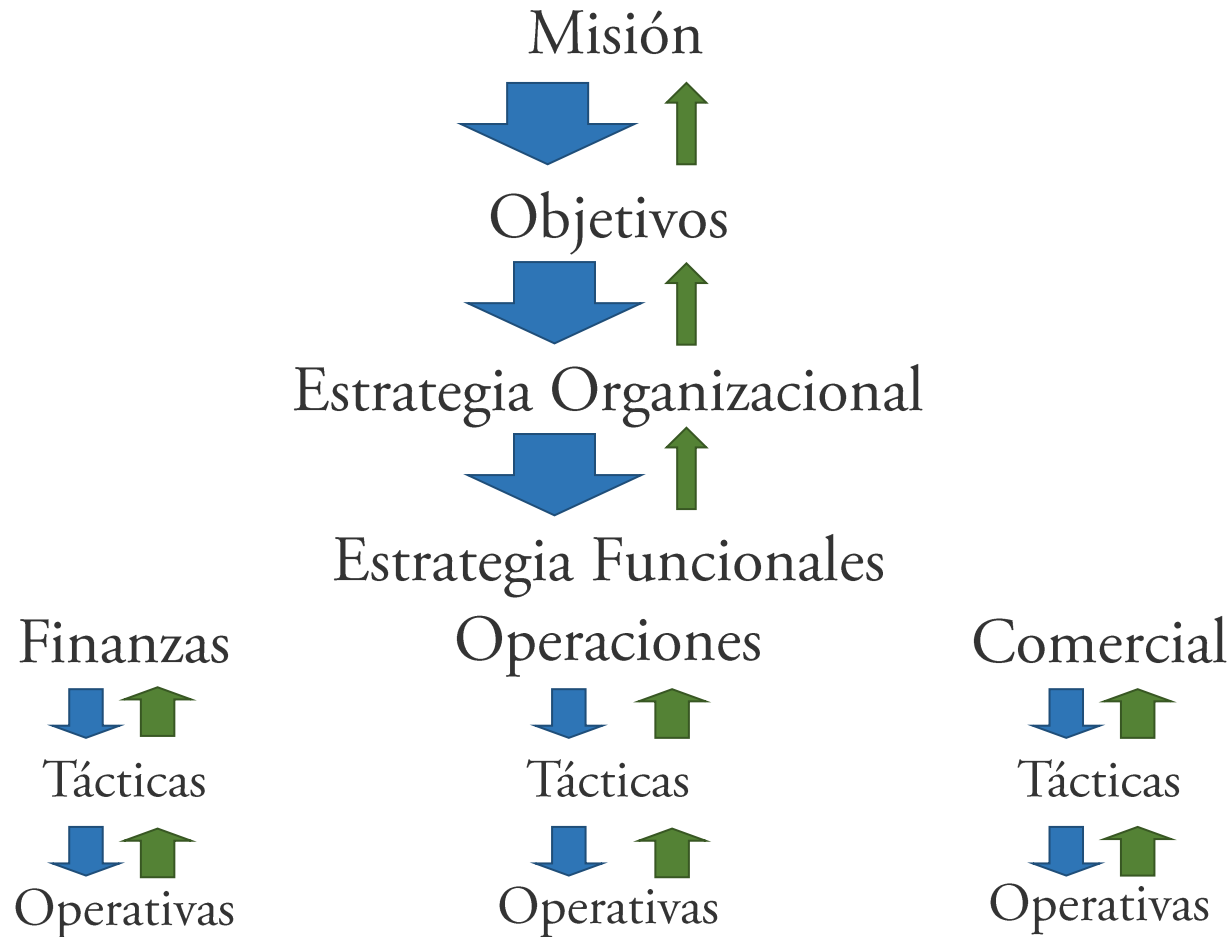 Misión
Objetivos
Estrategia Organizacional
Estrategia Funcionales
Finanzas Operaciones Comercial
Tácticas Tácticas Tácticas
Operativas Operativas Operativas